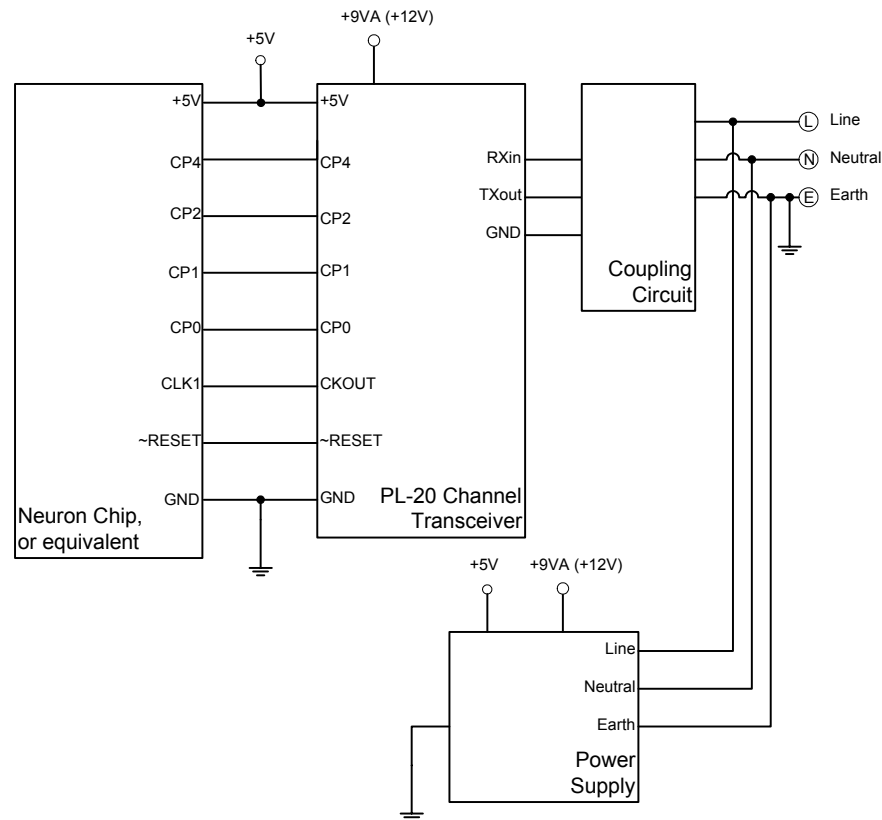 +9VA (+12V)
+5V
+5V
CP4
CP2
CP1
CP0
CLK1
~RESET
GND
Neuron Chip,
or equivalent
+5V
CP4
CP2
CP1
CP0
CKOUT
~RESET
GND
RXin
TXout
GND
PL-20 Channel
Transceiver
Coupling
Circuit
L Line
N Neutral
E Earth
+5V
+9VA (+12V)
Line
Neutral
Earth
Power
Supply